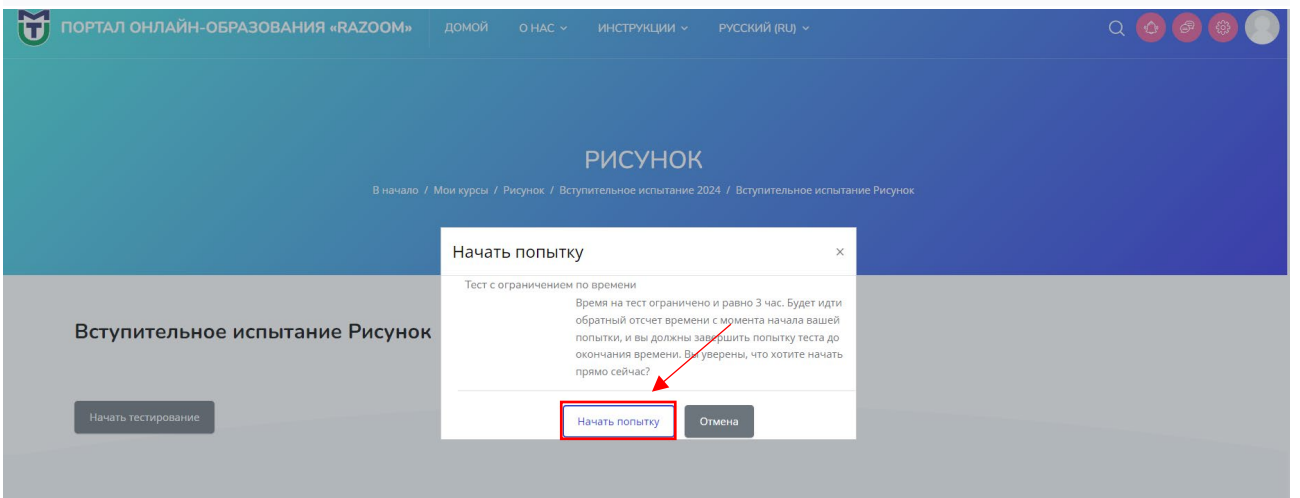 ПОРТАЛ ОНЛАЙН-ОБРАЗОВАНИЯ «RAZOOM» ДОМОЙ О НАС ИНСТРУКЦИИ РУССКИЙ (RU)
РИСУНОК
В начало / Мои курсы / Рисунок / Вступительное испытание 2024 / Вступительное испытание Рисунок
Начать попытку ×
Тест с ограничением по времени
Время на тест ограничено и равно 3 час. Будет идти
обратный отсчет времени с момента начала вашей
попытки, и вы должны завершить попытку теста до
окончания времени. Вы уверены, что хотите начать
прямо сейчас?
Начать попытку Отмена
Вступительное испытание Рисунок
Начать тестирование